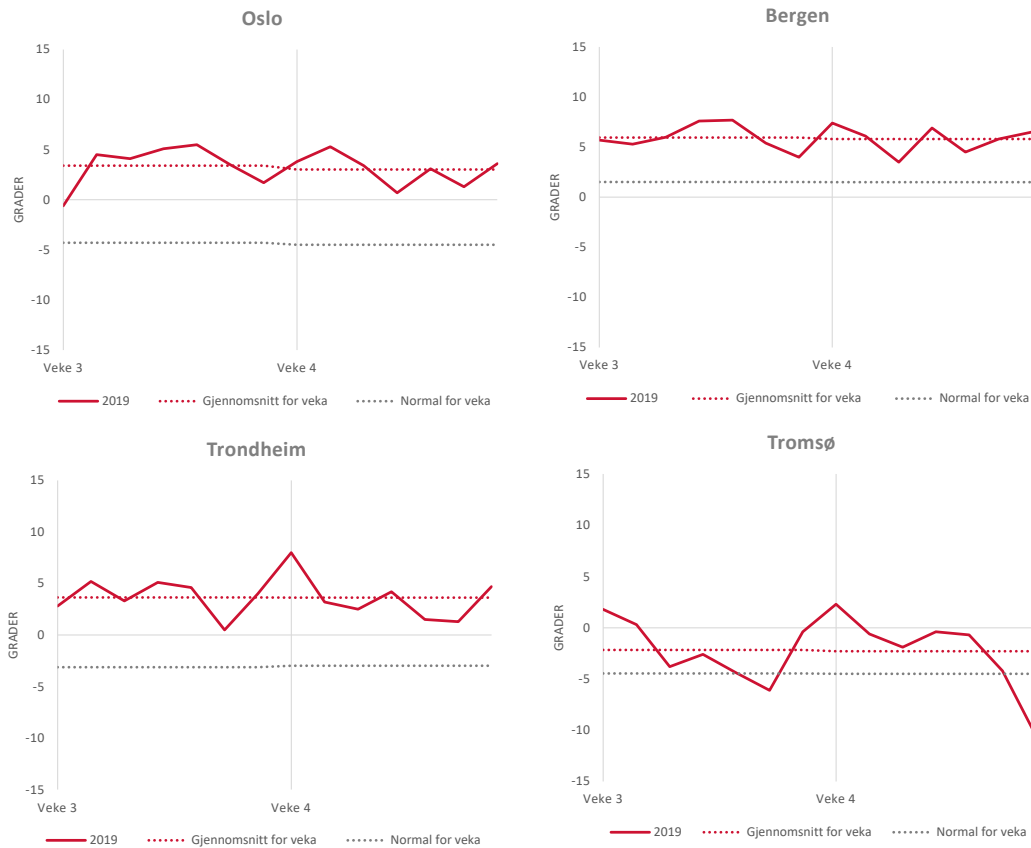 Oslo
15
10
5
0
-5
-10
-15
GRADER
Veke 3
Veke 4
2019
Gjennomsnitt for veka
Normal for veka
Bergen
15
10
5
0
-5
-10
-15
GRADER
Veke 3
Veke 4
2019
Gjennomsnitt for veka
Normal for veka
Trondheim
15
10
5
0
-5
-10
-15
GRADER
Veke 3
Veke 4
2019
Gjennomsnitt for veka
Normal for veka
Tromsø
15
10
5
0
-5
-10
-15
GRADER
Veke 3
Veke 4
2019
Gjennomsnitt for veka
Normal for veka